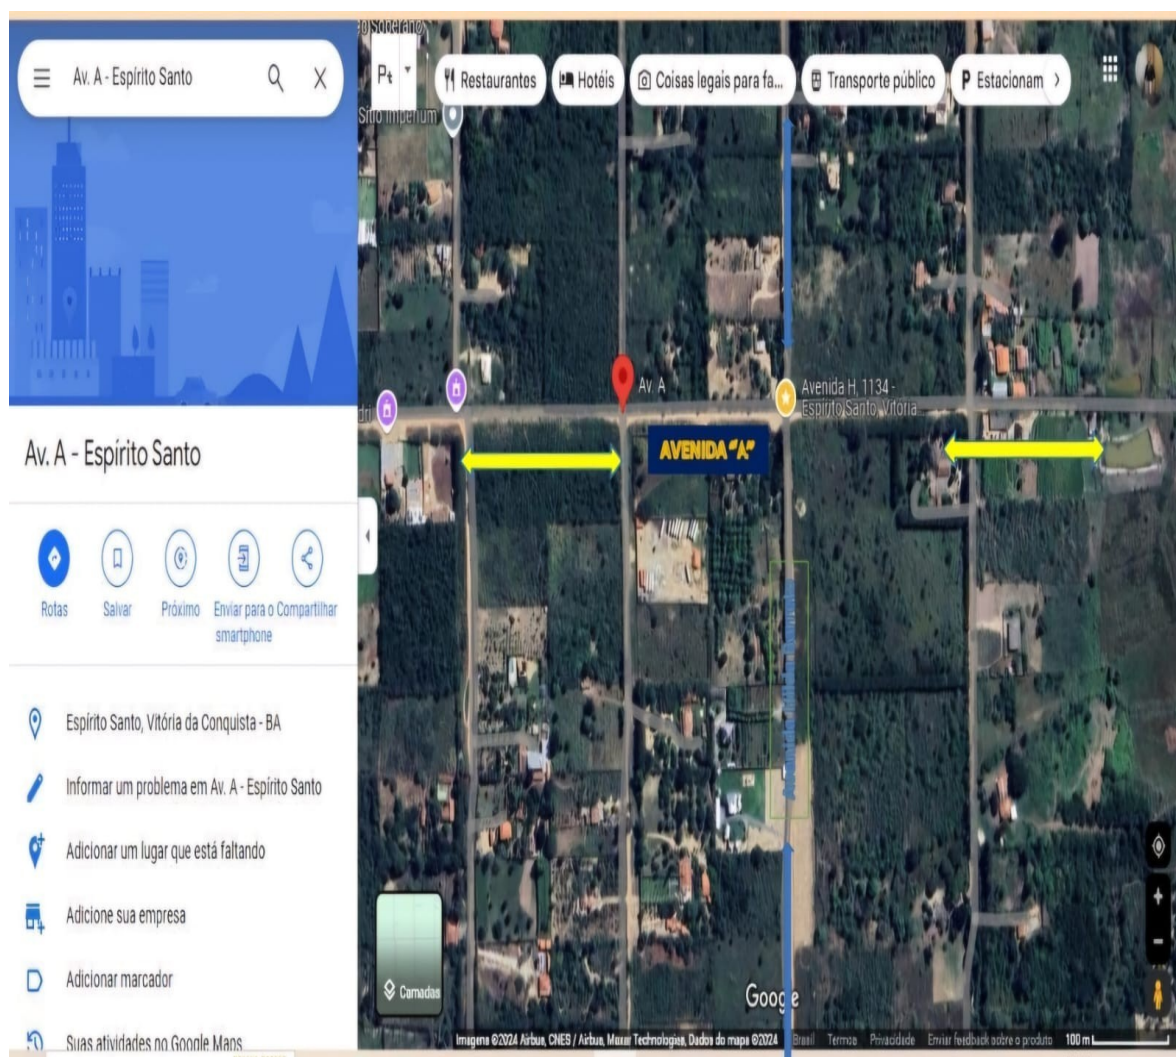 Av. A - Espírito Santo
Av. A - Espírito Santo
Rotas
Salvar
Próximo
Enviar para o smartphone
Compartilhar
Espírito Santo, Vitória da Conquista - BA
Informar um problema em Av. A - Espírito Santo
Adicionar um lugar que está faltando
Adicione sua empresa
Adicionar marcador
Suas atividades no Google Maps
Soberano
Pt
Restaurantes
Hotéis
Coisas legais para fa...
Transporte público
P Estacionam
Sítio Imperium
Av. A
Avenida H, 1134 -
Espírito Santo, Vitória
dri
AVENIDA "A"
Camadas
Google
Imagens ©2024 Airbus, CNES / Airbus, Maxar Technologies, Dados do mapa ©2024
Brasil
Termos
Privacidade
Enviar feedback sobre o produto
100 m